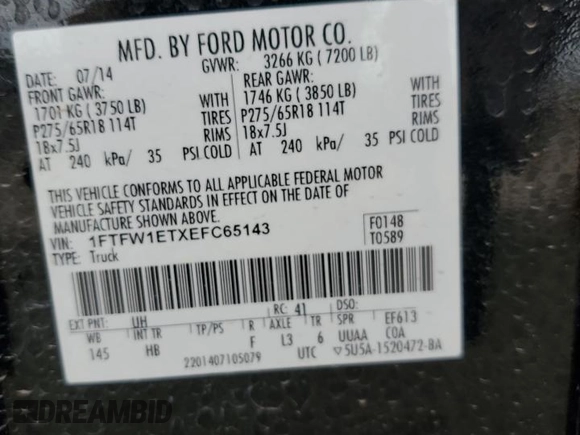 MFD. BY FORD MOTOR CO.
DATE: 07/14 GVWR: 3266 KG ( 7200 LB)
FRONT GAWR: REAR GAWR:
1701 KG ( 3750 LB) WITH 1746 KG ( 3850 LB) WITH
P275/65R18 114T TIRES P275/65R18 114T TIRES
18x7.5J RIMS 18x7.5J RIMS
AT 240 kPa/ 35 PSI COLD AT 240 kPa/ 35 PSI COLD
THIS VEHICLE CONFORMS TO ALL APPLICABLE FEDERAL MOTOR
VEHICLE SAFETY STANDARDS IN EFFECT ON THE DATE OF
MANUFACTURE SHOWN ABOVE.
VIN: 1FTFW1ETXEFC65143 F0148
TYPE: Truck T0589
EXT PNT: UH RC: 41 DSO:
WB INT TR TP/PS R AXLE TR SPR EF613
145 HB F L3 6 UUAA COA
2201407105079 UTC ▽5U5A-1520472-BA
DREAMBID